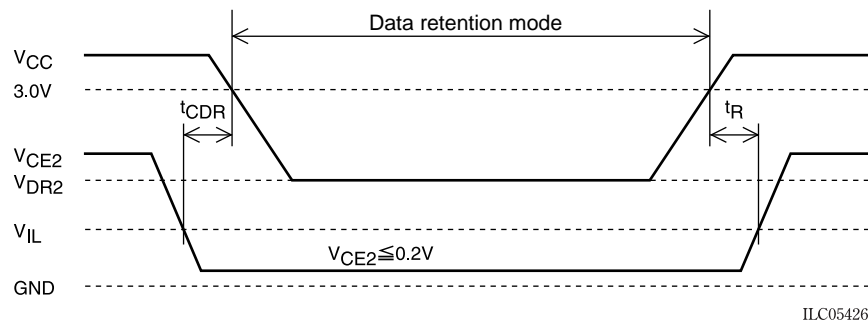 Data retention mode
VCC
3.0V
tCDR
tR
VCE2
VDR2
VIL
VCE2≦0.2V
GND
ILC05426